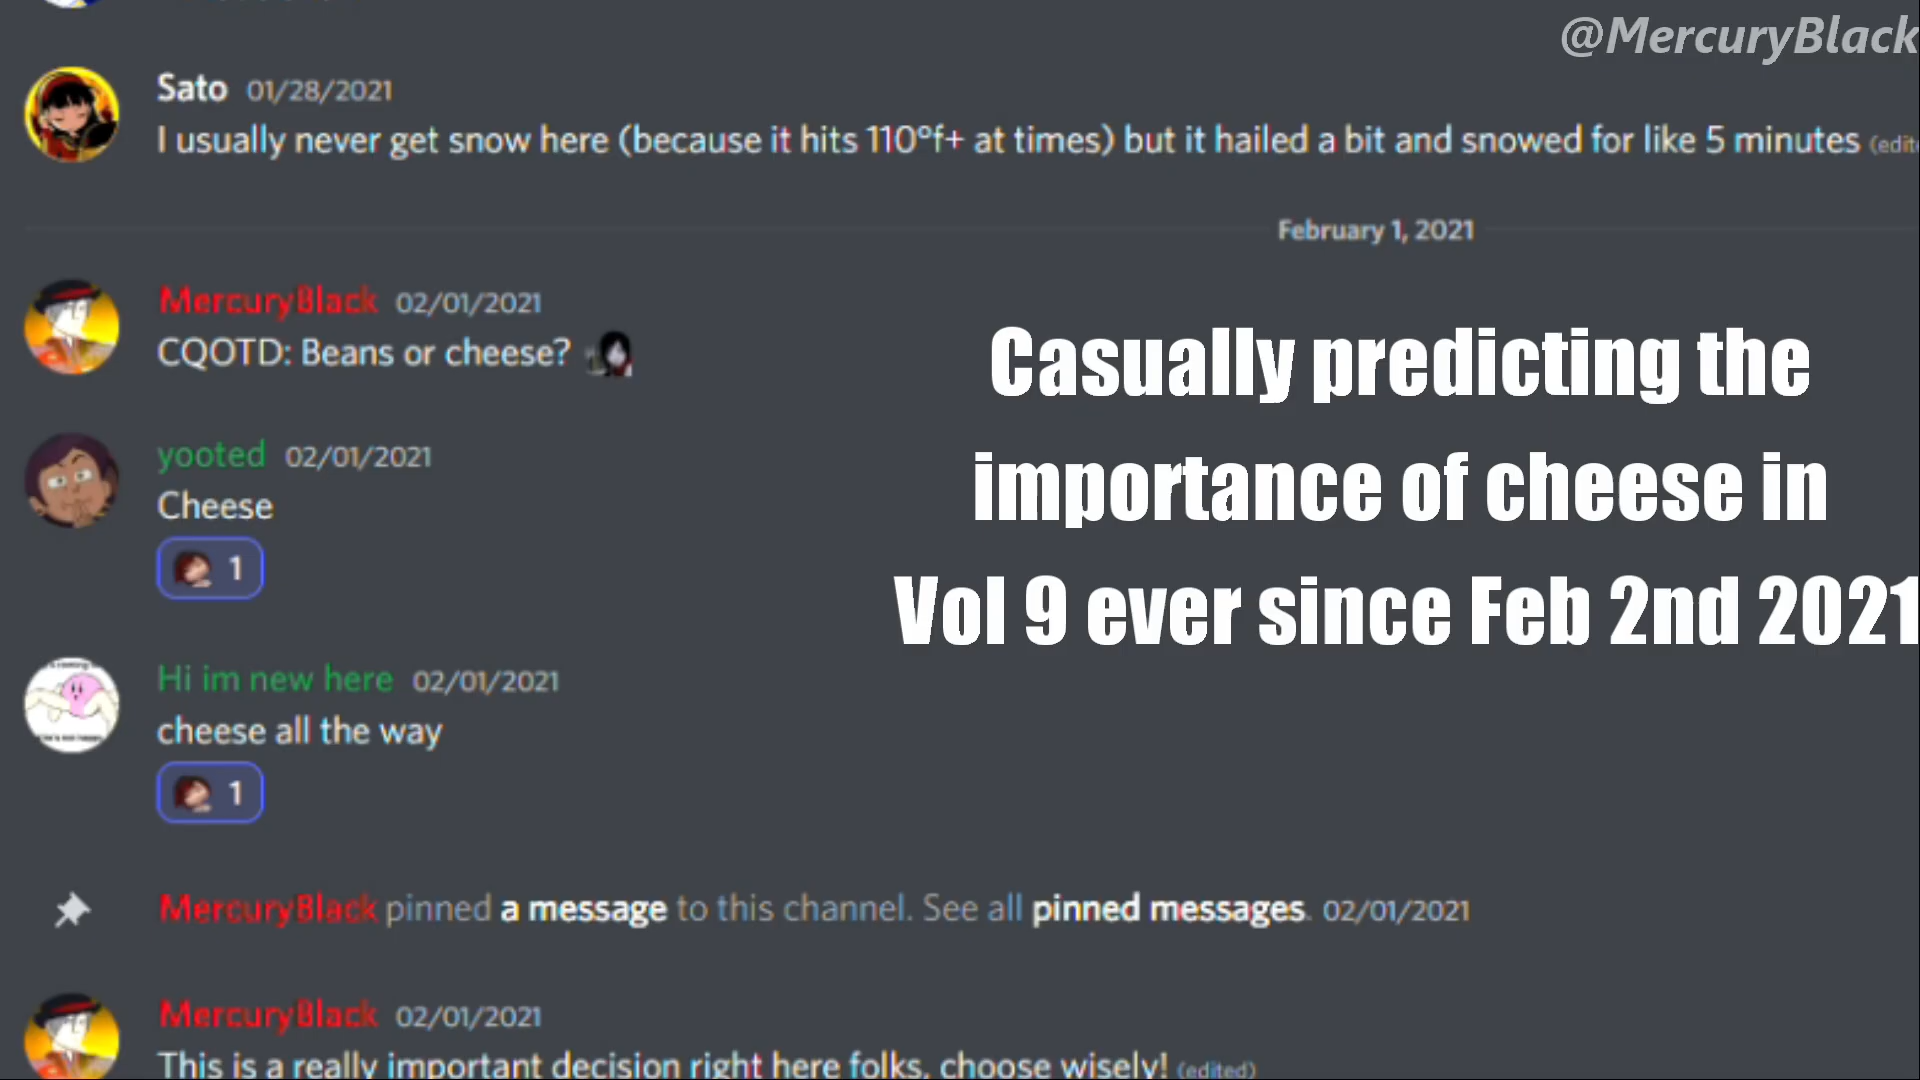 @MercuryBlack
Sato 01/28/2021
I usually never get snow here (because it hits 110°f+ at times) but it hailed a bit and snowed for like 5 minutes (edite
February 1, 2021
MercuryBlack 02/01/2021
CQOTD: Beans or cheese?
Casually predicting the
importance of cheese in
Vol 9 ever since Feb 2nd 2021
yooted 02/01/2021
Cheese
1
Hi im new here 02/01/2021
cheese all the way
1
MercuryBlack pinned a message to this channel. See all pinned messages. 02/01/2021
MercuryBlack 02/01/2021
This is a really important decision right here folks, choose wisely! (edited)